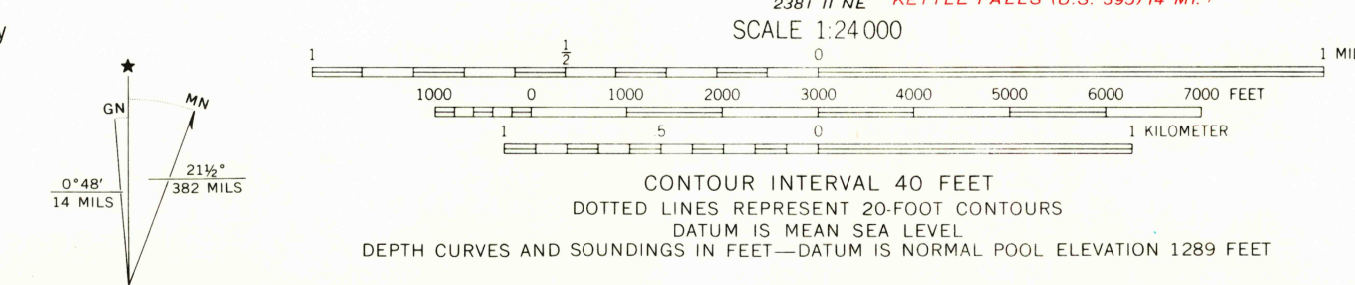 2381 II NE
SCALE 1:24 000
1 ½ 0 1
1000 0 1000 2000 3000 4000 5000 6000 7000 FEET
1 .5 0 1 KILOMETER
CONTOUR INTERVAL 40 FEET
DOTTED LINES REPRESENT 20-FOOT CONTOURS
DATUM IS MEAN SEA LEVEL
DEPTH CURVES AND SOUNDINGS IN FEET—DATUM IS NORMAL POOL ELEVATION 1289 FEET
★
GN MN
0°48′
14 MILS
21½°
382 MILS